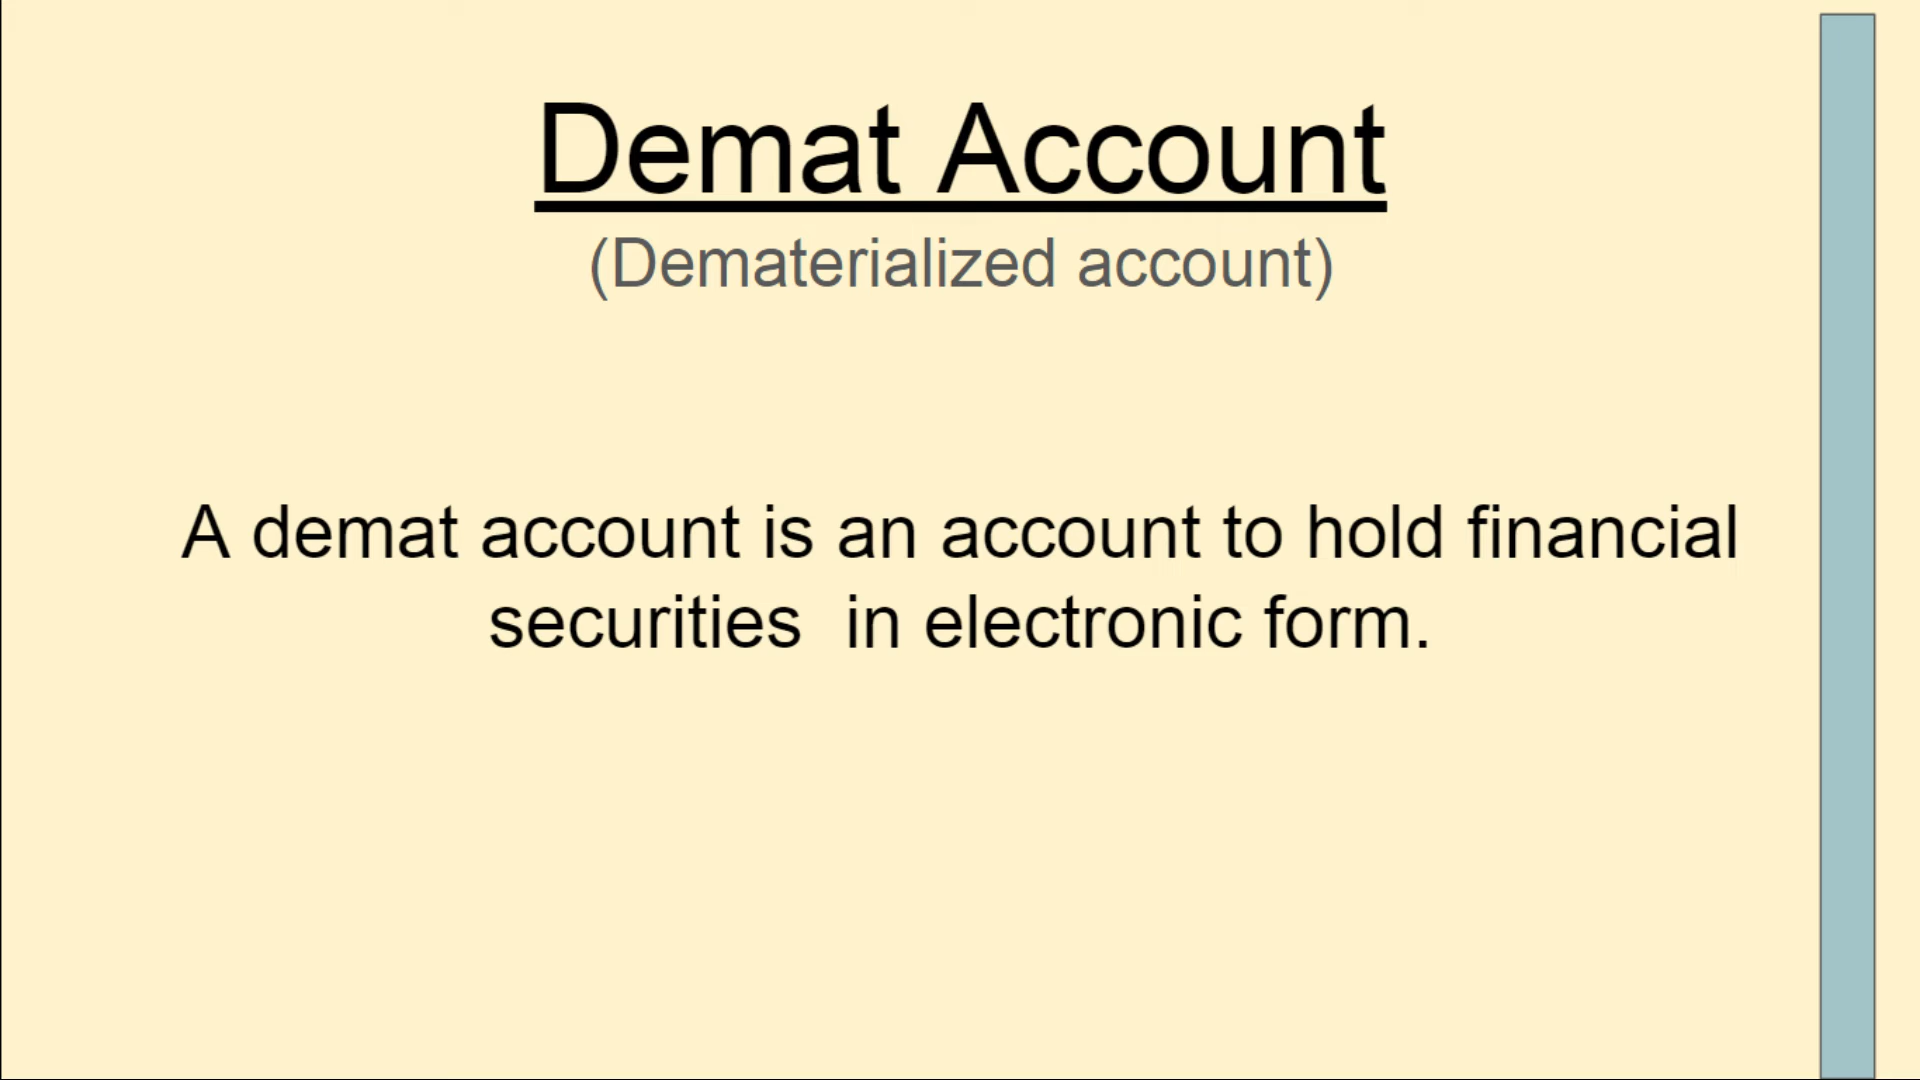 Demat Account
(Dematerialized account)
A demat account is an account to hold financial
securities  in electronic form.